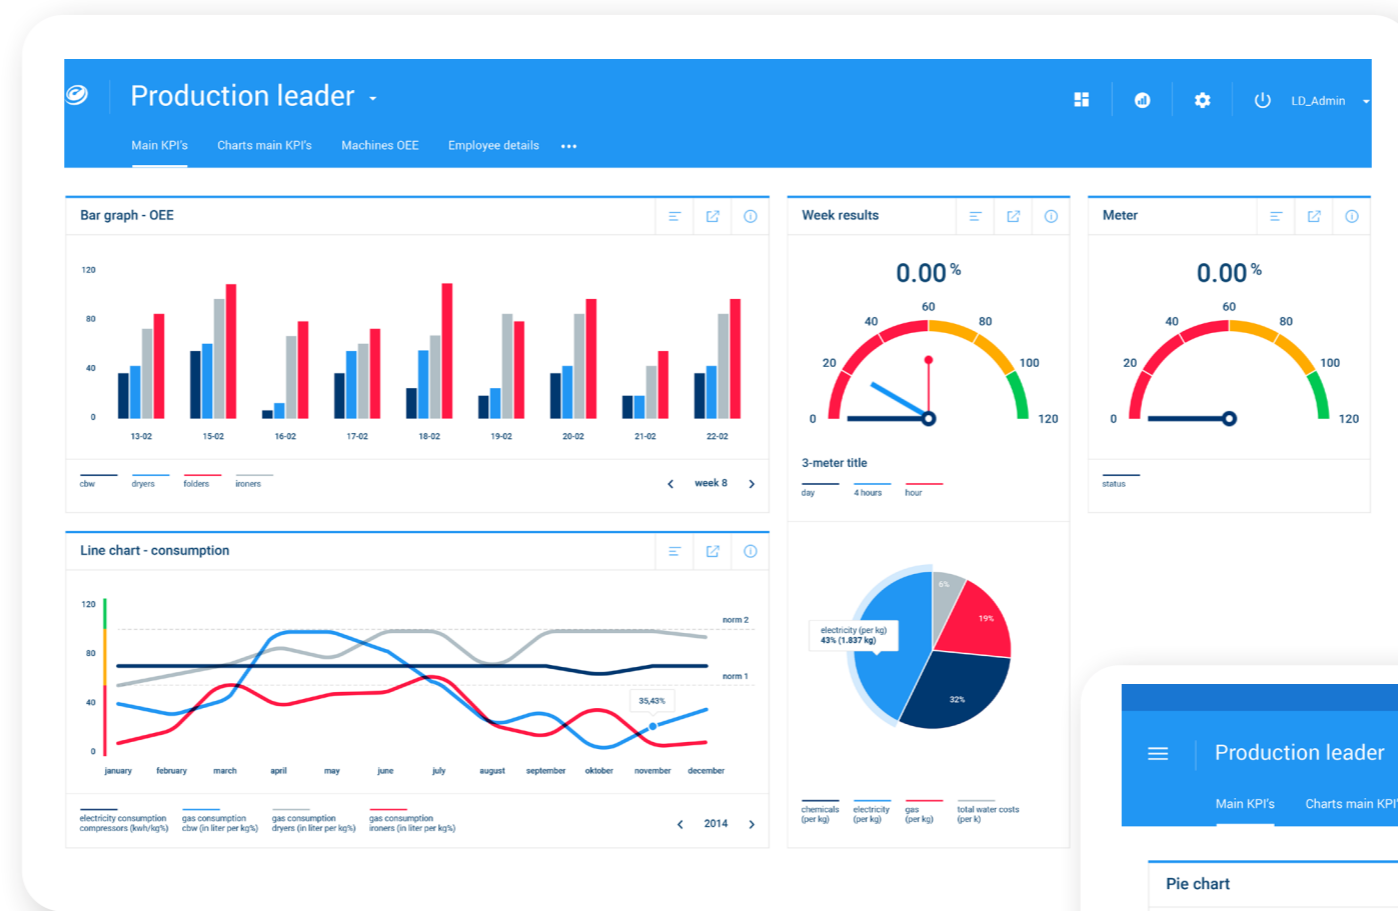 Production leader
LD_Admin
Main KPI's Charts main KPI's Machines OEE Employee details
Bar graph - OEE
120
80
40
0
13-02 15-02 16-02 17-02 18-02 19-02 20-02 21-02 22-02
cbw dryers folders ironers
week 8
Week results
0.00 %
0 20 40 60 80 100 120
3-meter title
day 4 hours hour
Meter
0.00 %
0 20 40 60 80 100 120
status
Line chart - consumption
120
80
40
0
norm 2
norm 1
35,43%
january february march april may june july august september oktober november december
electricity consumption
compressors (kwh/kg%)
gas consumption
cbw (in liter per kg%)
gas consumption
dryers (in liter per kg%)
gas consumption
ironers (in liter per kg%)
2014
6%
19%
32%
electricity (per kg)
43% (1.837 kg)
chemicals
(per kg)
electricity
(per kg)
gas
(per kg)
total water costs
(per k)
Production leader
Main KPI's Charts main KPI'
Pie chart